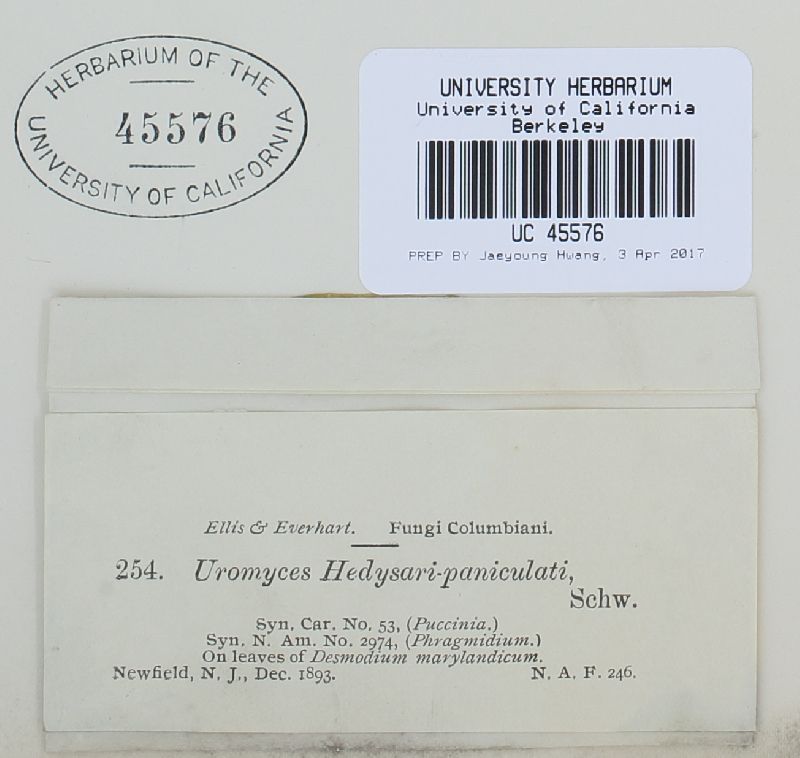 HERBARIUM OF THE
45576
UNIVERSITY OF CALIFORNIA
UNIVERSITY HERBARIUM
University of California
Berkeley
UC 45576
PREP BY Jaeyoung Hwang, 3 Apr 2017
Ellis & Everhart. Fungi Columbiani.
254. Uromyces Hedysari-paniculati,
Schw.
Syn. Car. No. 53, (Puccinia.)
Syn. N. Am. No. 2974, (Phragmidium.)
On leaves of Desmodium marylandicum.
Newfield, N. J., Dec. 1893. N. A. F. 246.